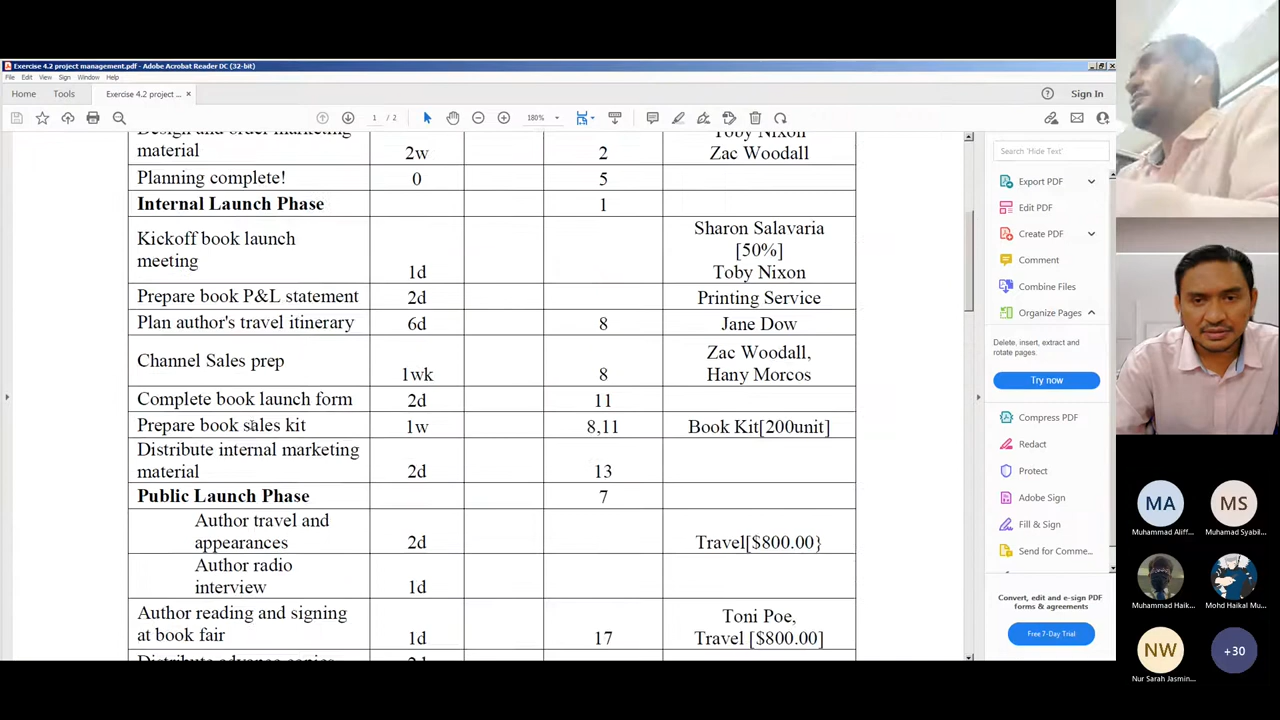 Exercise 4.2 project management.pdf - Adobe Acrobat Reader DC (32-bit)
File Edit View Sign Window Help
Home Tools Exercise 4.2 project ... × Sign In
1 / 2 180%
Design and order marketing material 2w 2 Toby Nixon Zac Woodall
Planning complete! 0 5
Internal Launch Phase 1
Kickoff book launch meeting 1d Sharon Salavaria [50%] Toby Nixon
Prepare book P&L statement 2d Printing Service
Plan author's travel itinerary 6d 8 Jane Dow
Channel Sales prep 1wk 8 Zac Woodall, Hany Morcos
Complete book launch form 2d 11
Prepare book sales kit 1w 8,11 Book Kit[200unit]
Distribute internal marketing material 2d 13
Public Launch Phase 7
Author travel and appearances 2d Travel[$800.00}
Author radio interview 1d
Author reading and signing at book fair 1d 17 Toni Poe, Travel [$800.00]
Distribute advance copies 2d
Search 'Hide Text'
Export PDF
Edit PDF
Create PDF
Comment
Combine Files
Organize Pages
Delete, insert, extract and
rotate pages.
Try now
Compress PDF
Redact
Protect
Adobe Sign
Fill & Sign
Send for Comme...
Convert, edit and e-sign PDF
forms & agreements
Free 7-Day Trial
MA MS
Muhammad Aliff... Muhamad Syabil...
Muhammad Haik... Mohd Haikal Mu...
NW +30
Nur Sarah Jasmin...